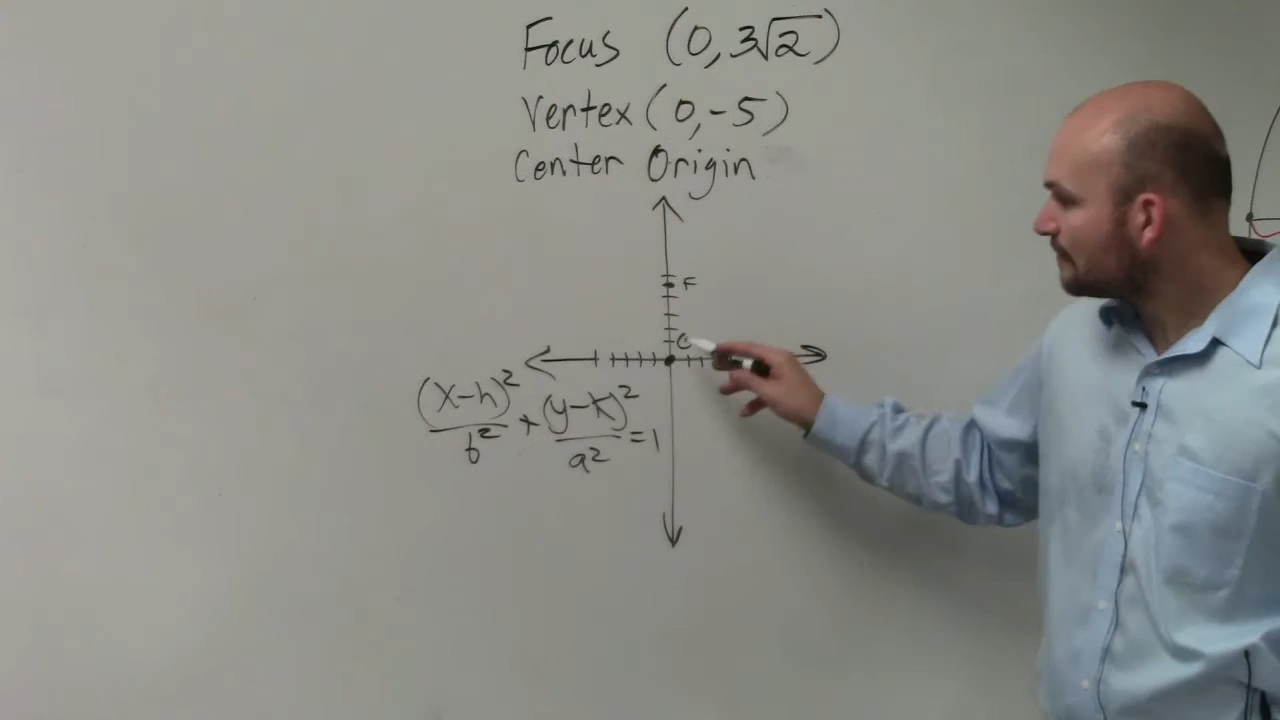 Focus (0, 3√2)
Vertex (0, -5)
Center Origin
F
C
(x-h)²/b² + (y-k)²/a² = 1